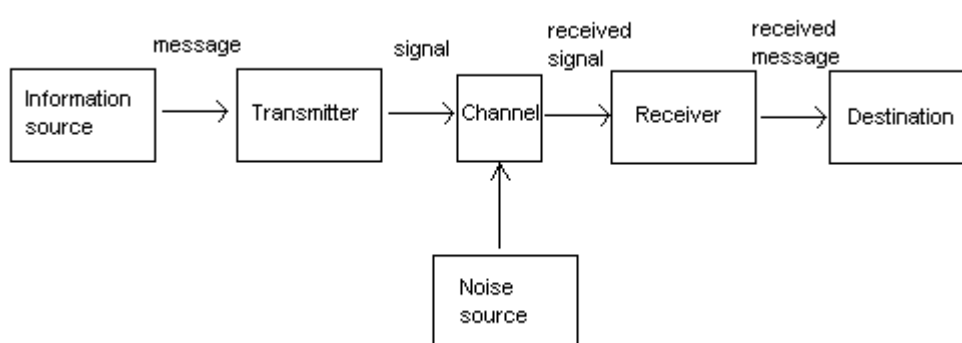 message
signal
received
signal
received
message
Information
source
Transmitter
Channel
Receiver
Destination
Noise
source